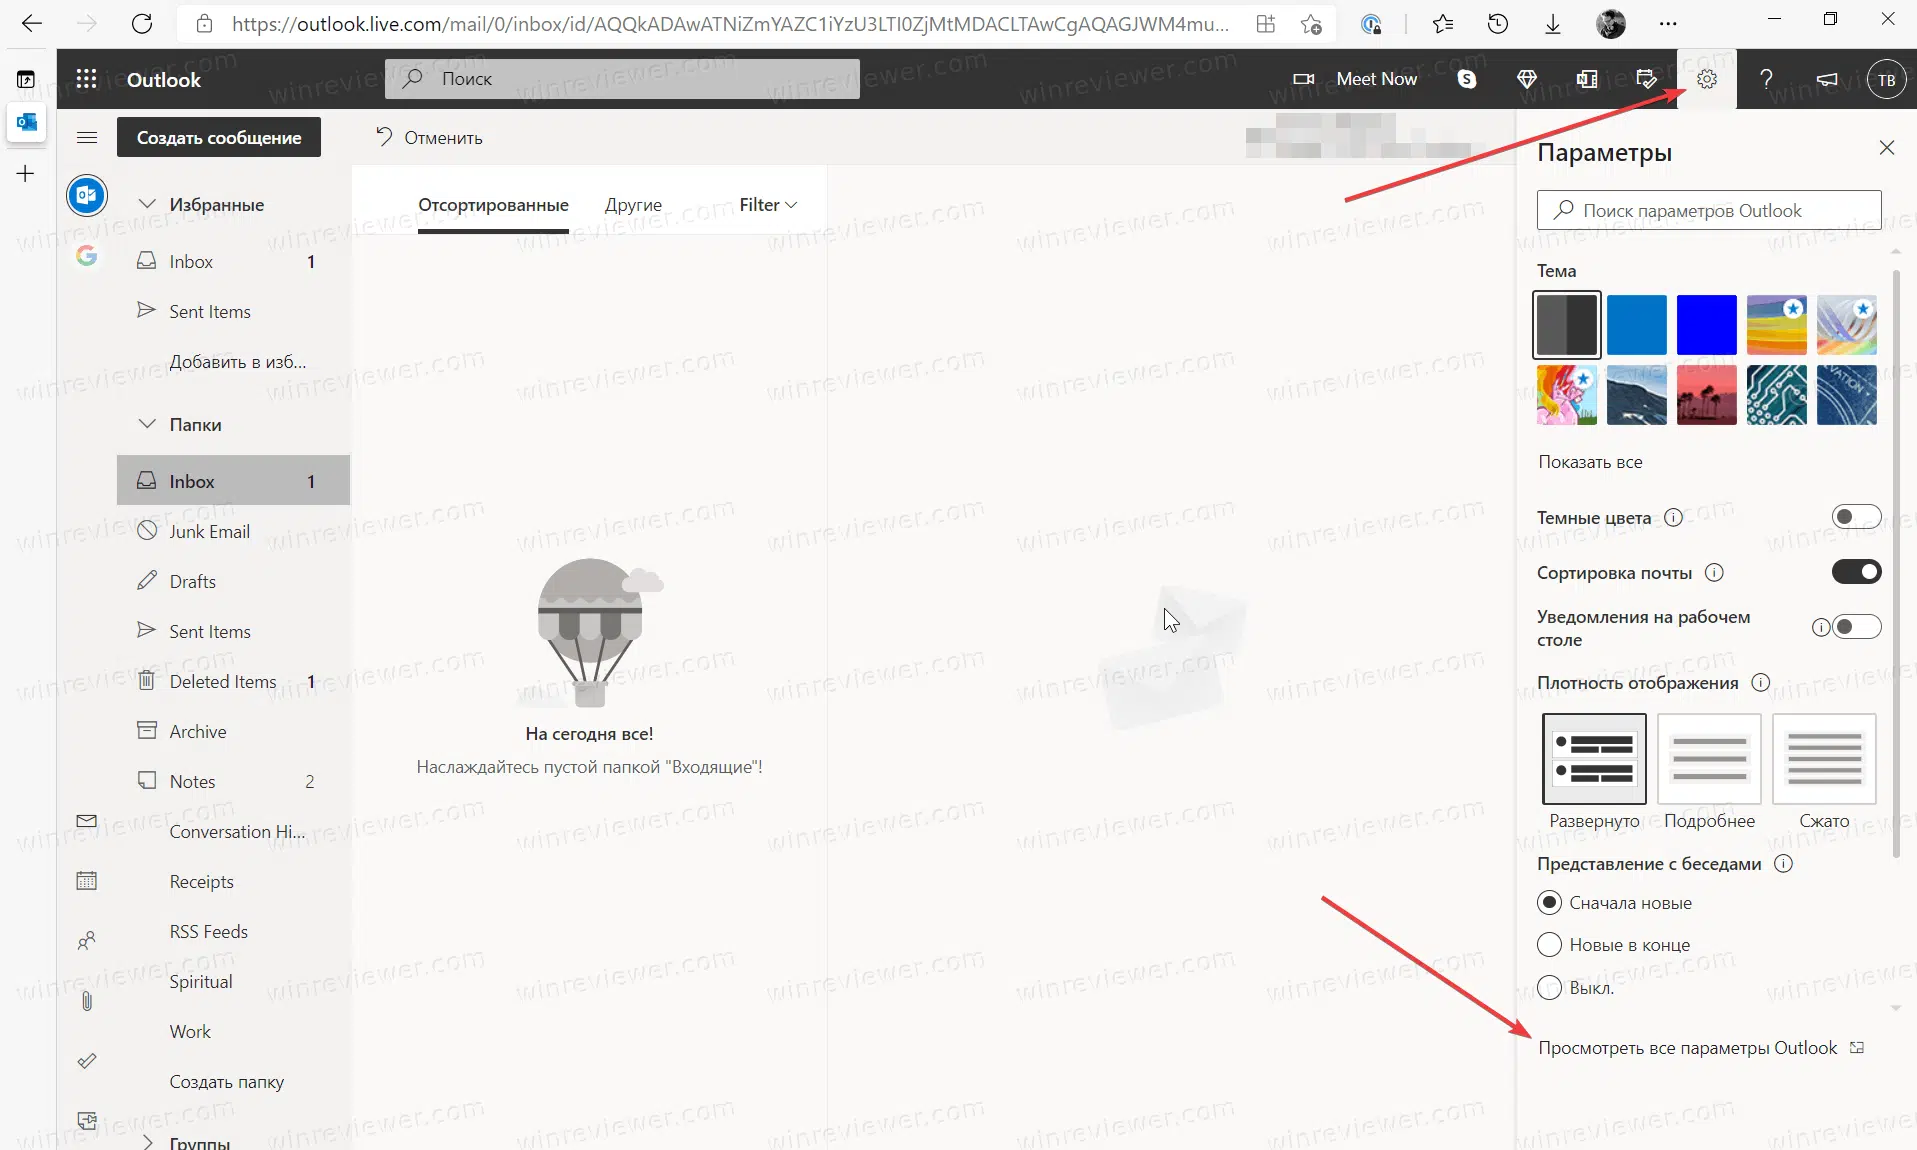 https://outlook.live.com/mail/0/inbox/id/AQQkADAwATNiZmYAZC1iYzU3LTI0ZjMtMDACLTAwCgAQAGJWM4mu...
Outlook
Поиск
Meet Now
TB
Создать сообщение
Отменить
Избранные
Inbox 1
Sent Items
Добавить в изб...
Папки
Inbox 1
Junk Email
Drafts
Sent Items
Deleted Items 1
Archive
Notes 2
Conversation Hi...
Receipts
RSS Feeds
Spiritual
Work
Создать папку
Группы
Отсортированные Другие Filter
На сегодня все!
Наслаждайтесь пустой папкой "Входящие"!
Параметры
Поиск параметров Outlook
Тема
Показать все
Темные цвета
Сортировка почты
Уведомления на рабочем
столе
Плотность отображения
Развернуто Подробнее Сжато
Представление с беседами
Сначала новые
Новые в конце
Выкл.
Просмотреть все параметры Outlook
winreviewer.com